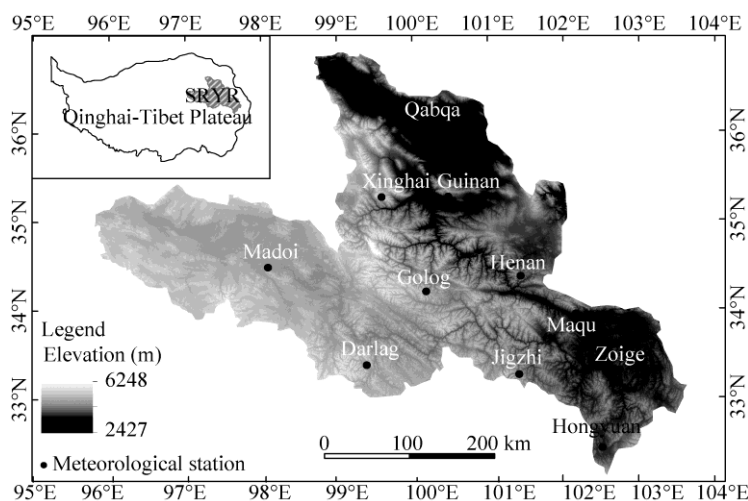 95°E 96°E 97°E 98°E 99°E 100°E 101°E 102°E 103°E 104°E
SRYR
Qinghai-Tibet Plateau
36°N
35°N
34°N
33°N
Qabqa
Xinghai Guinan
Madoi
Golog
Henan
Maqu
Zoige
Darlag
Jigzhi
Hongyuan
Legend
Elevation (m)
6248
2427
Meteorological station
0 100 200 km
36°N
35°N
34°N
33°N
95°E 96°E 97°E 98°E 99°E 100°E 101°E 102°E 103°E 104°E